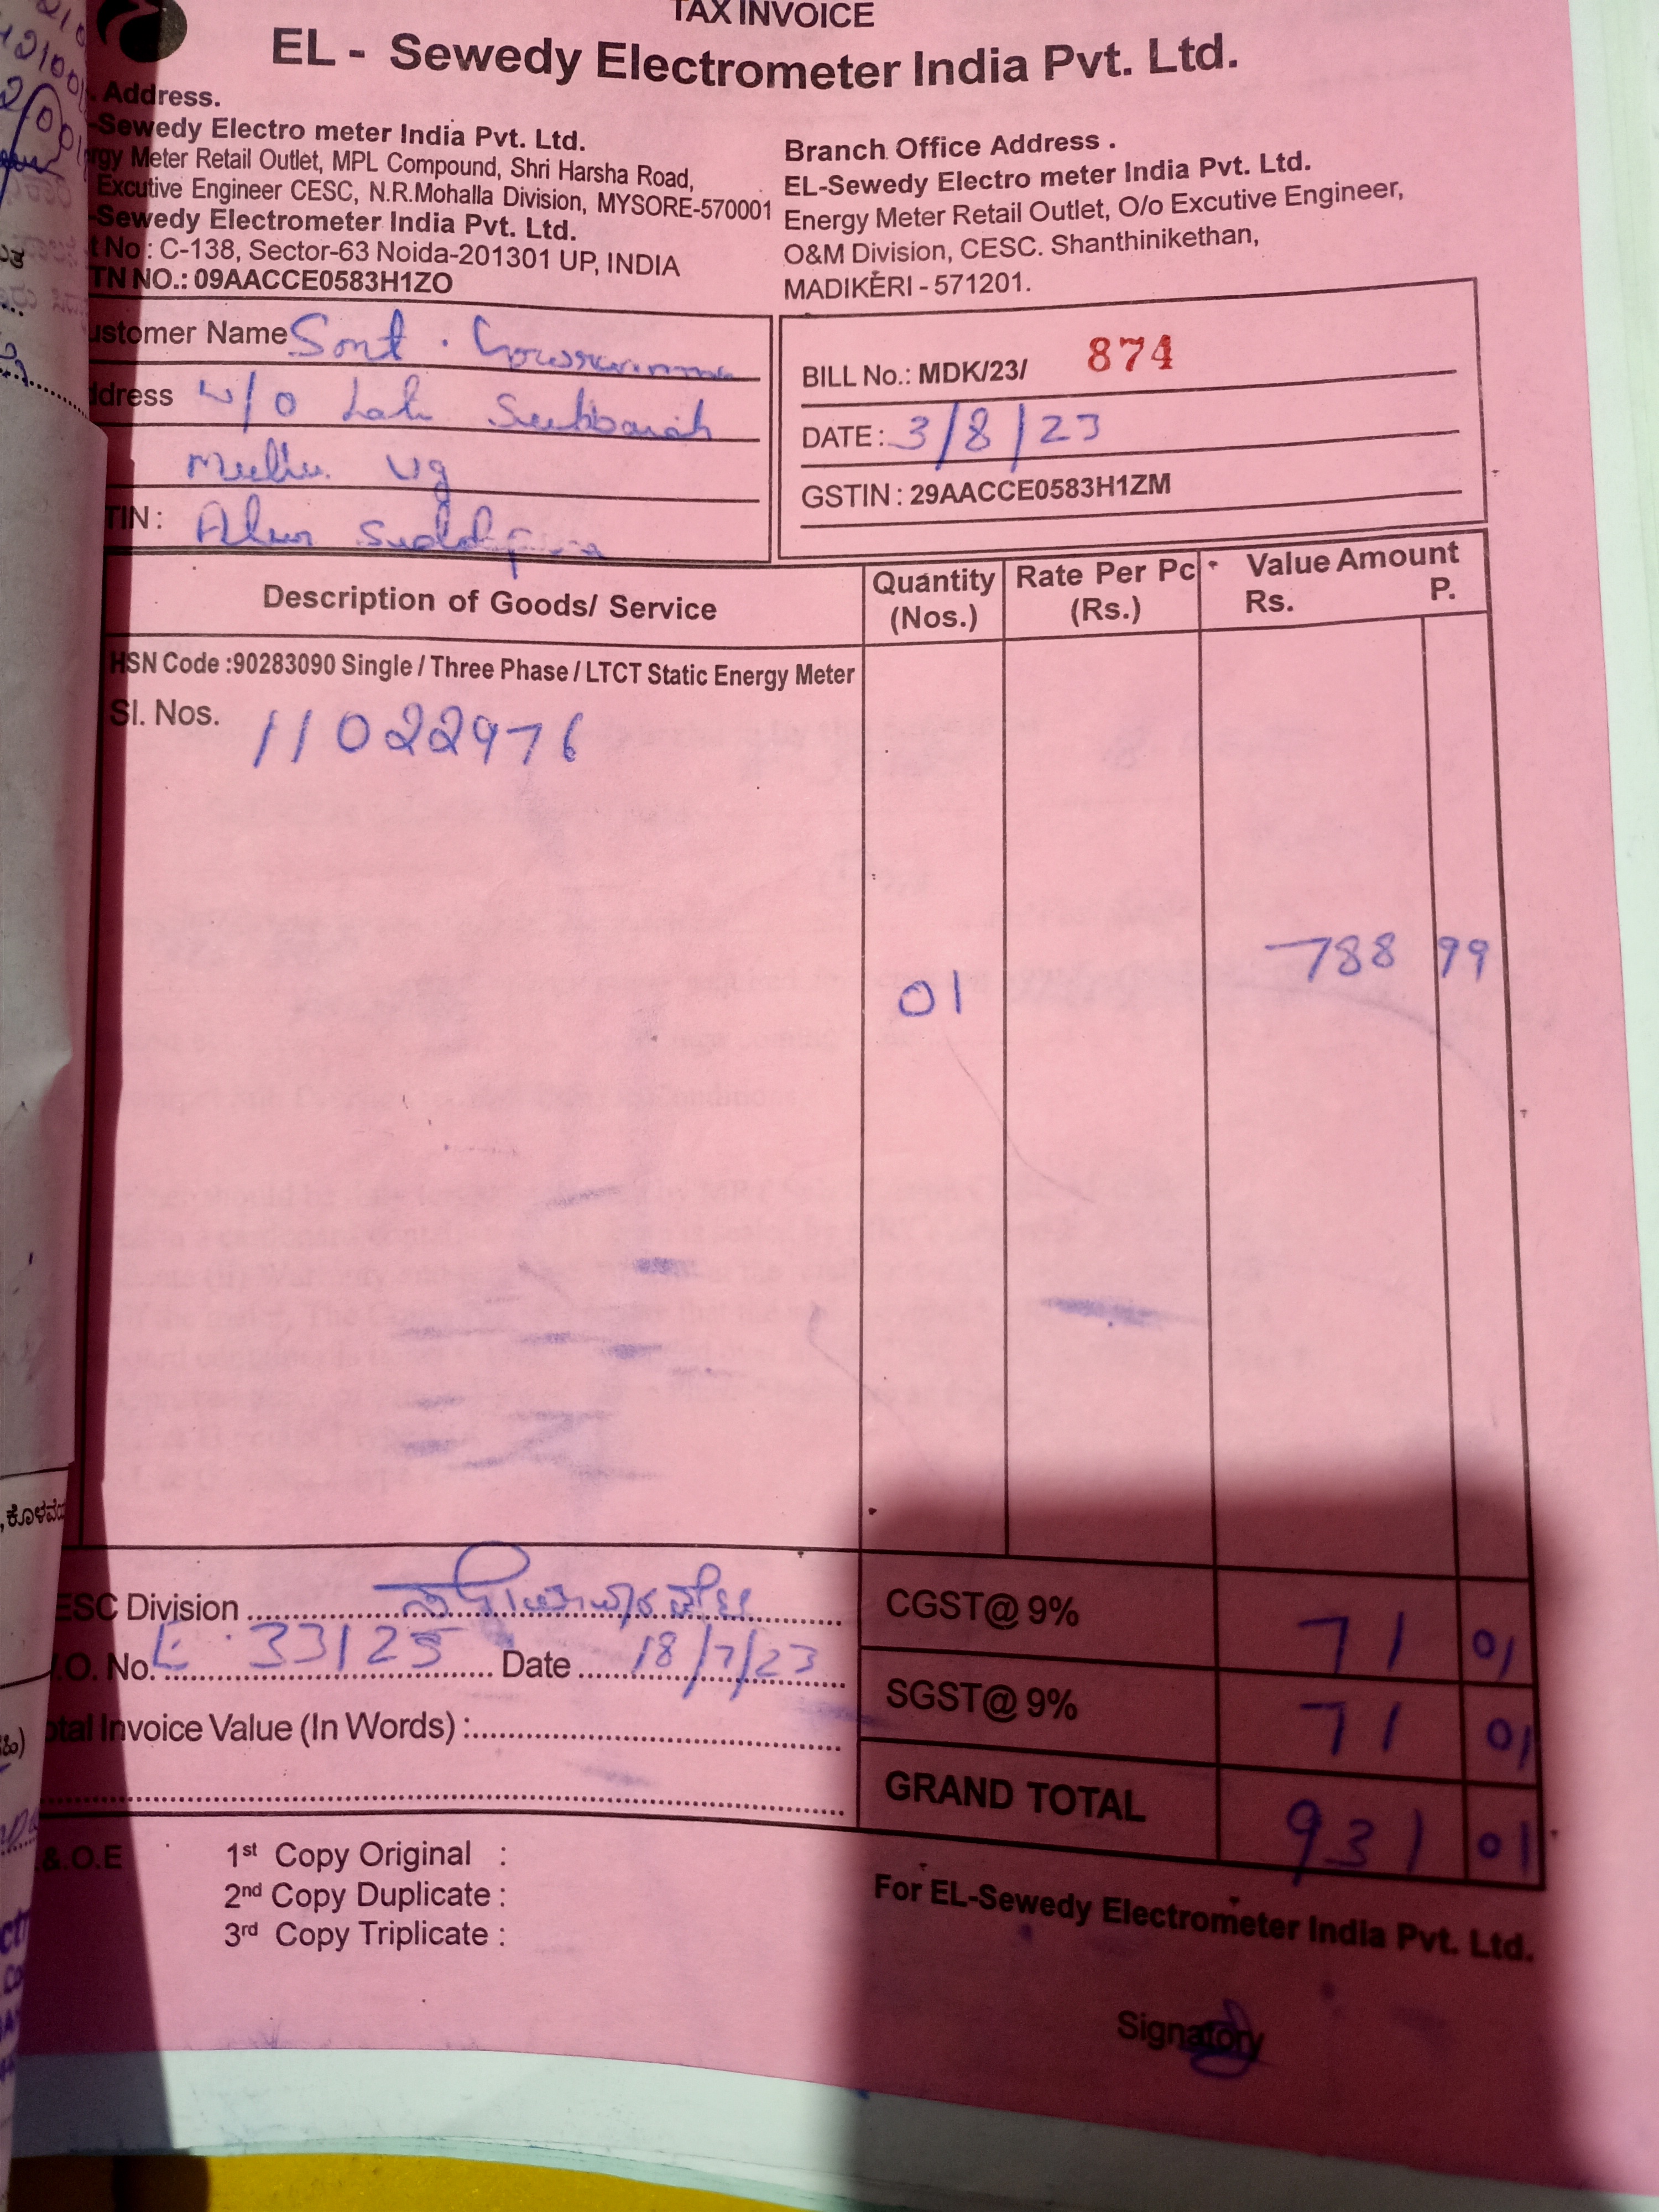 TAX INVOICE
EL - Sewedy Electrometer India Pvt. Ltd.
Address.
-Sewedy Electro meter India Pvt. Ltd.
rgy Meter Retail Outlet, MPL Compound, Shri Harsha Road,
Excutive Engineer CESC, N.R.Mohalla Division, MYSORE-570001
-Sewedy Electrometer India Pvt. Ltd.
t No : C-138, Sector-63 Noida-201301 UP, INDIA
TN NO.: 09AACCE0583H1ZO
Branch Office Address .
EL-Sewedy Electro meter India Pvt. Ltd.
Energy Meter Retail Outlet, O/o Excutive Engineer,
O&M Division, CESC. Shanthinikethan,
MADIKERI - 571201.
ustomer Name Smt.
ddress W/o Late Subbaiah
TIN :
BILL No.: MDK/23/ 874
DATE : 3/8/23
GSTIN : 29AACCE0583H1ZM
Description of Goods/ Service
Quantity (Nos.)
Rate Per Pc (Rs.)
Value Amount
Rs. P.
HSN Code :90283090 Single / Three Phase / LTCT Static Energy Meter
Sl. Nos. 11022976
01 788 99
ESC Division
.O. No. E 33125 Date 18/7/23
otal Invoice Value (In Words) :
CGST@ 9% 71 01
SGST@ 9% 71 01
GRAND TOTAL 931 01
&.O.E
1st Copy Original :
2nd Copy Duplicate :
3rd Copy Triplicate :
For EL-Sewedy Electrometer India Pvt. Ltd.
Signatory